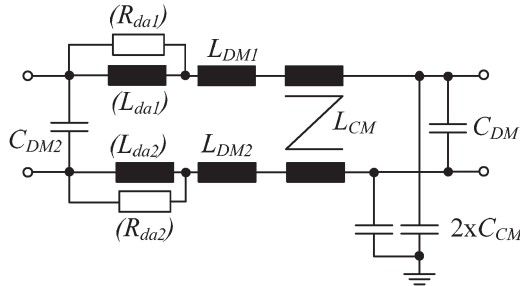 (Rda1)
LDM1
(Lda1)
LCM
CDM2
CDM
(Lda2)
LDM2
(Rda2)
2xCCM